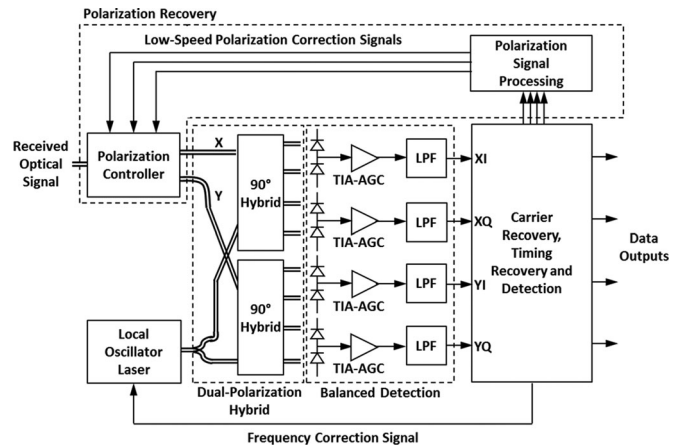 Polarization Recovery
Low-Speed Polarization Correction Signals
Polarization
Signal
Processing
Received
Optical
Signal
Polarization
Controller
X
Y
90°
Hybrid
90°
Hybrid
TIA-AGC
LPF
XI
TIA-AGC
LPF
XQ
TIA-AGC
LPF
YI
TIA-AGC
LPF
YQ
Carrier
Recovery,
Timing
Recovery and
Detection
Data
Outputs
Local
Oscillator
Laser
Dual-Polarization
Hybrid
Balanced Detection
Frequency Correction Signal